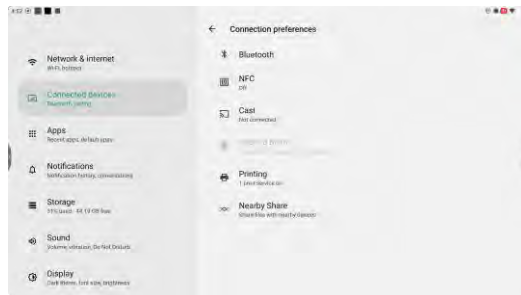 4:52
Connection preferences
Network & internet
Wi-Fi, hotspot
Connected devices
Bluetooth, pairing
Apps
Recent apps, default apps
Notifications
Notification history, conversations
Storage
Sound
Volume, vibration, Do Not Disturb
Display
Dark theme, font size, brightness
Bluetooth
NFC
Off
Cast
Not connected
Printing
1 print service on
Nearby Share
Share files with nearby devices